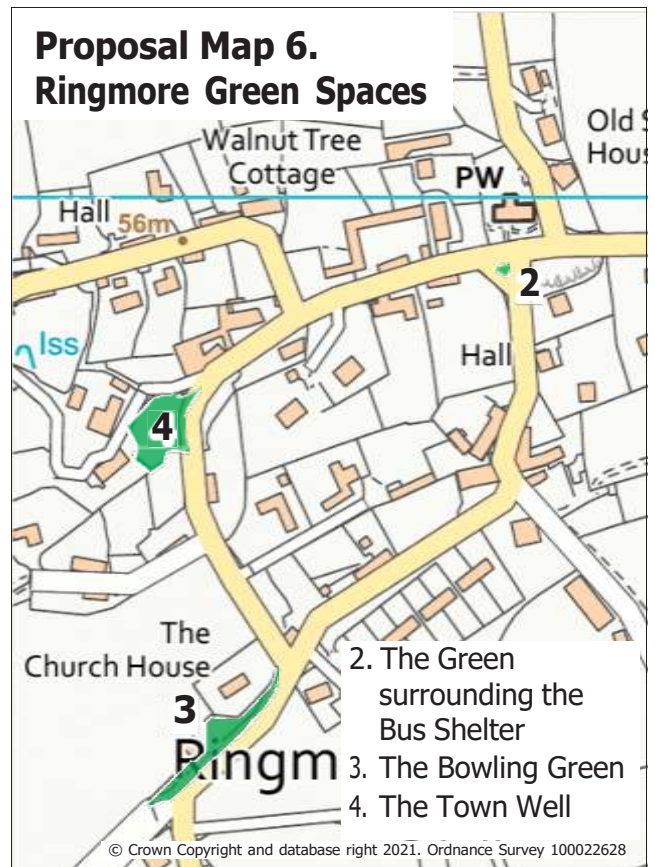 Proposal Map 6.
Ringmore Green Spaces
Walnut Tree
Cottage
Old
Hous
PW
Hall
56m
2
Iss
Hall
4
The
Church House
3
Ringm
2. The Green
surrounding the
Bus Shelter
3. The Bowling Green
4. The Town Well
© Crown Copyright and database right 2021. Ordnance Survey 100022628